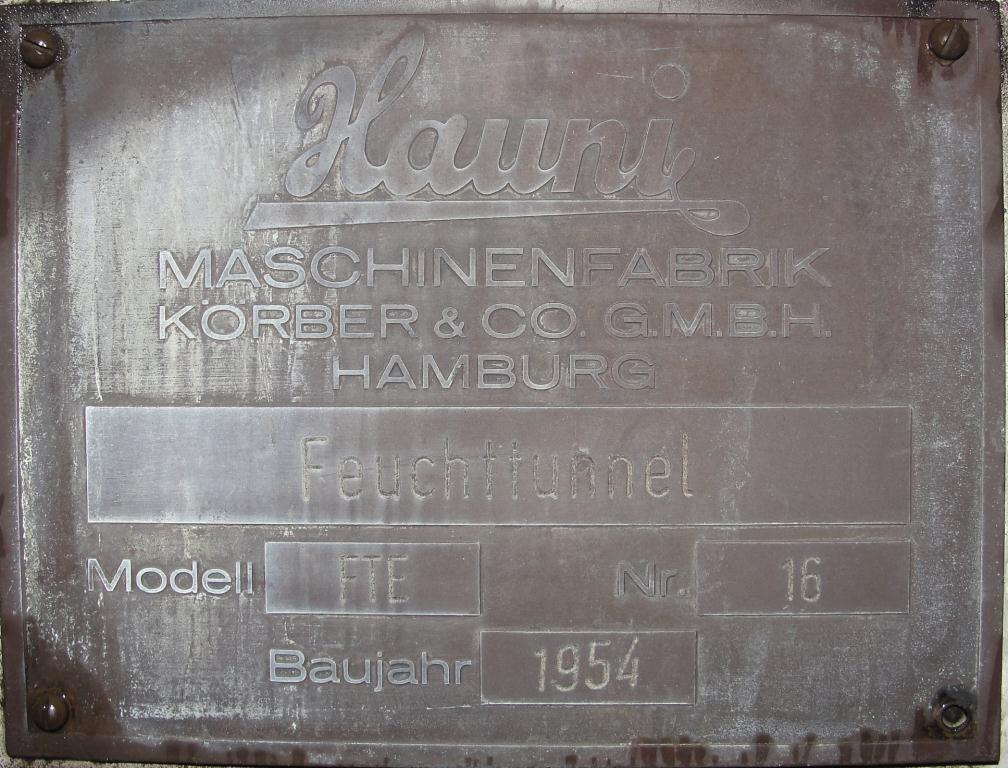 Hauni
MASCHINENFABRIK
KÖRBER & CO. G.M.B.H.
HAMBURG
Feuchttunnel
Modell FTE Nr. 16
Baujahr 1954